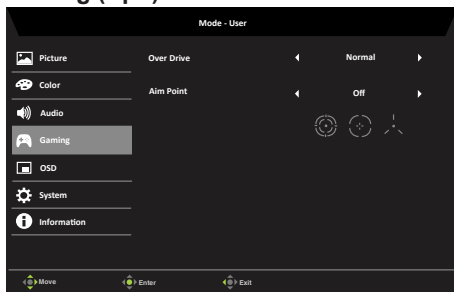 Mode - User
Picture
Over Drive
Normal
Color
Aim Point
Off
Audio
Gaming
OSD
System
Information
Move
Enter
Exit